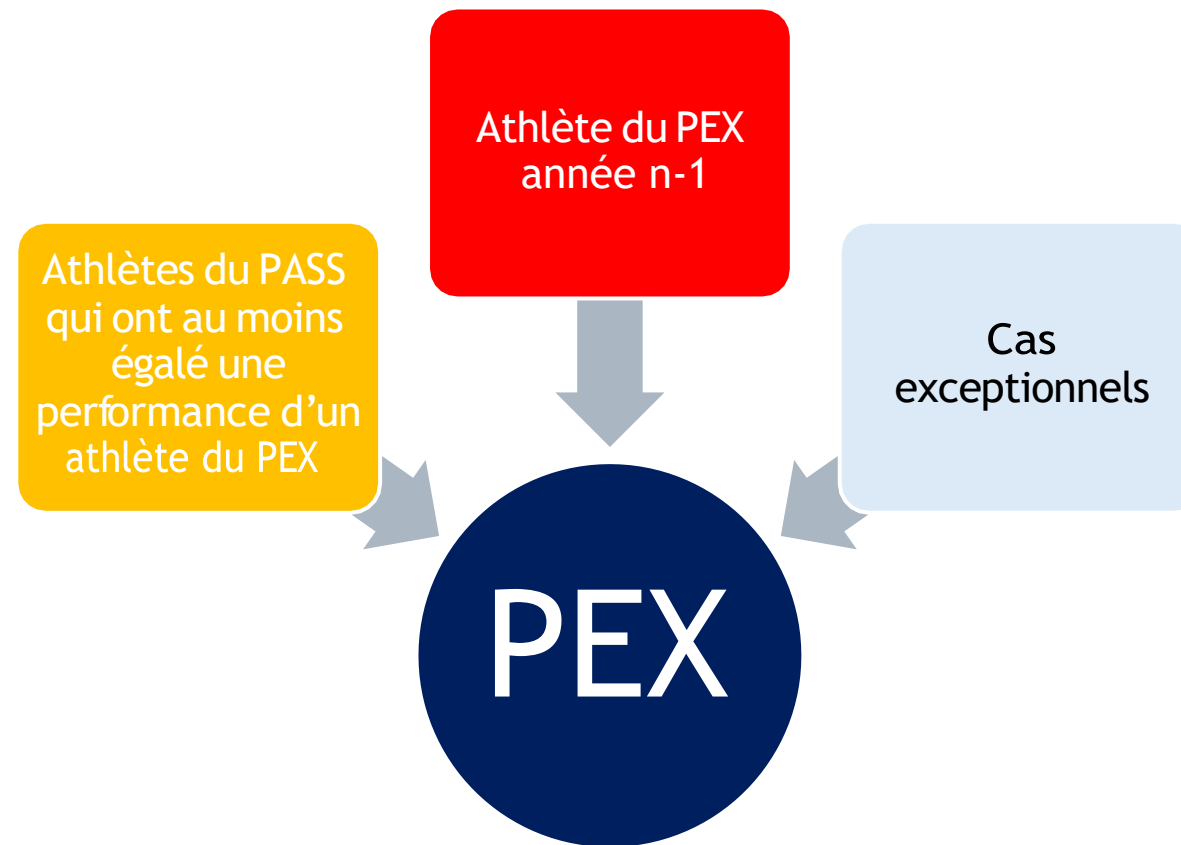 Athlète du PEX
année n-1
Athlètes du PASS
qui ont au moins
égalé une
performance d’un
athlète du PEX
Cas
exceptionnels
PEX